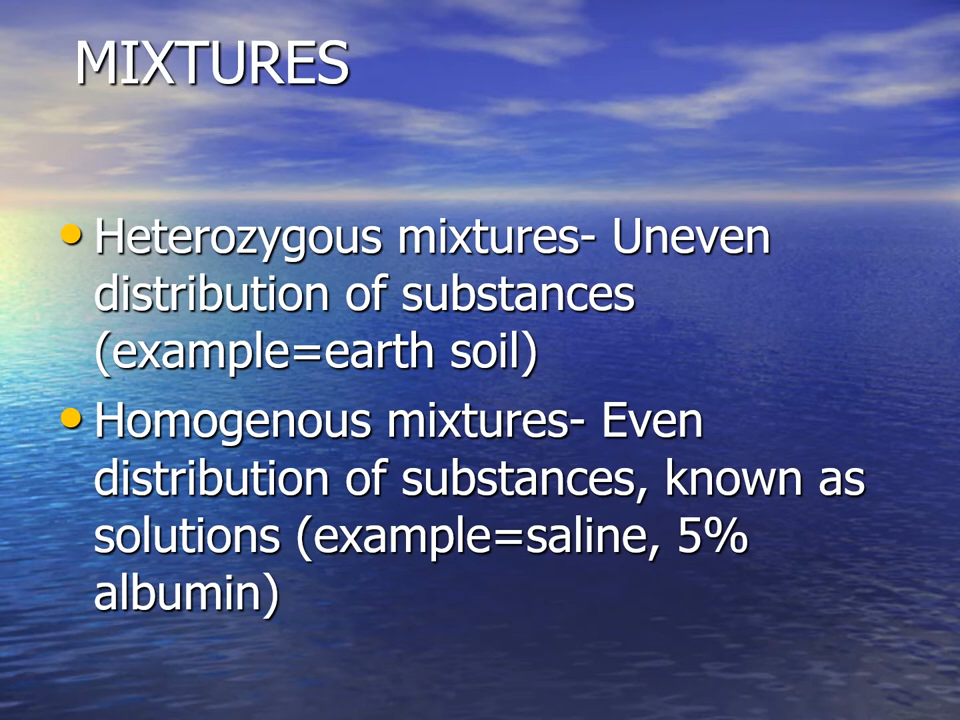 MIXTURES
• Heterozygous mixtures- Uneven
distribution of substances
(example=earth soil)
• Homogenous mixtures- Even
distribution of substances, known as
solutions (example=saline, 5%
albumin)